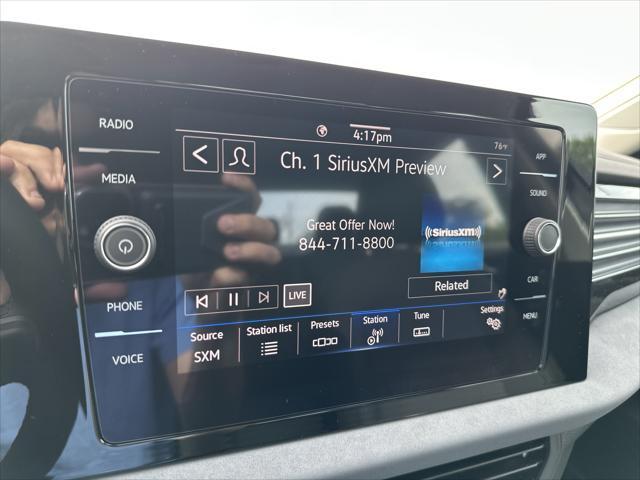 RADIO
MEDIA
PHONE
VOICE
4:17pm
76°F
Ch. 1 SiriusXM Preview
Great Offer Now!
844-711-8800
((SiriusXM))
LIVE
Related
Source
SXM
Station list
Presets
Station
Tune
Settings
APP
SOUND
CAR
MENU